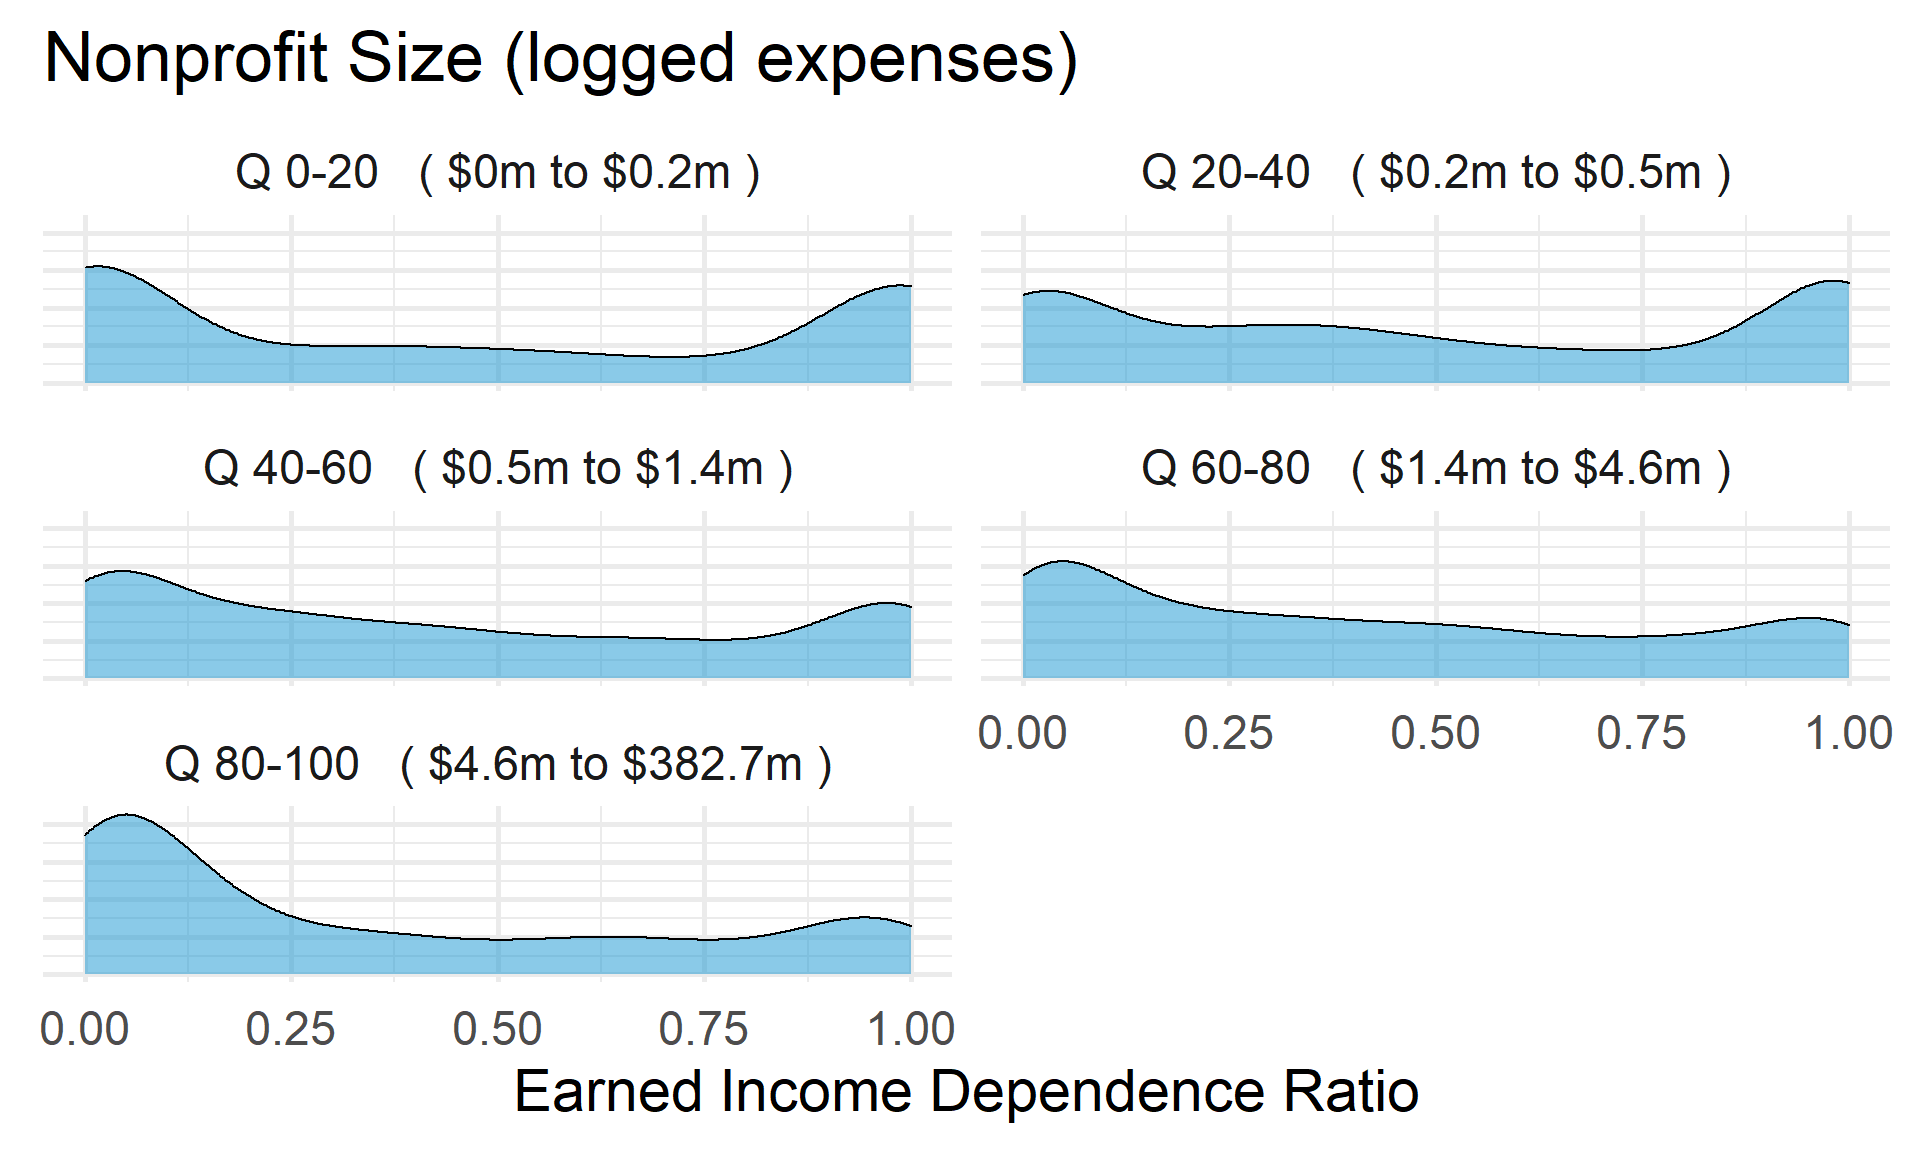 Nonprofit Size (logged expenses)
Q 0-20   ( $0m to $0.2m )
Q 20-40   ( $0.2m to $0.5m )
Q 40-60   ( $0.5m to $1.4m )
Q 60-80   ( $1.4m to $4.6m )
0.00 0.25 0.50 0.75 1.00
Q 80-100   ( $4.6m to $382.7m )
0.00 0.25 0.50 0.75 1.00
Earned Income Dependence Ratio